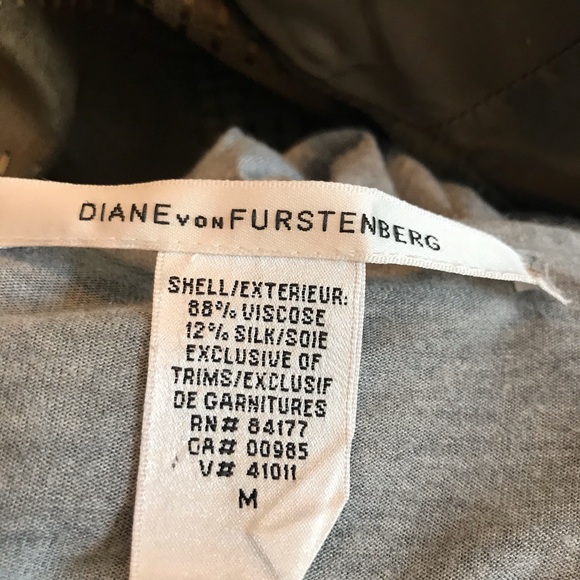 DIANE VON FURSTENBERG
SHELL/EXTERIEUR:
88% VISCOSE
12% SILK/SOIE
EXCLUSIVE OF
TRIMS/EXCLUSIF
DE GARNITURES
RN# 84177
CA# 00985
V# 41011
M